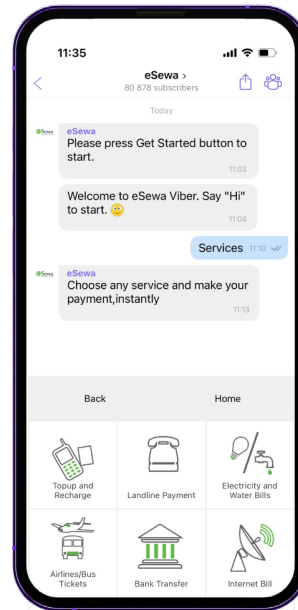 11:35
eSewa >
80 878 subscribers
Today
eSewa
eSewa
Please press Get Started button to
start.
11:03
Welcome to eSewa Viber. Say "Hi"
to start.
11:04
Services 11:10
eSewa
eSewa
Choose any service and make your
payment,instantly
11:13
Back
Home
Topup and
Recharge
Landline Payment
Electricity and
Water Bills
Airlines/Bus
Tickets
Bank Transfer
Internet Bill